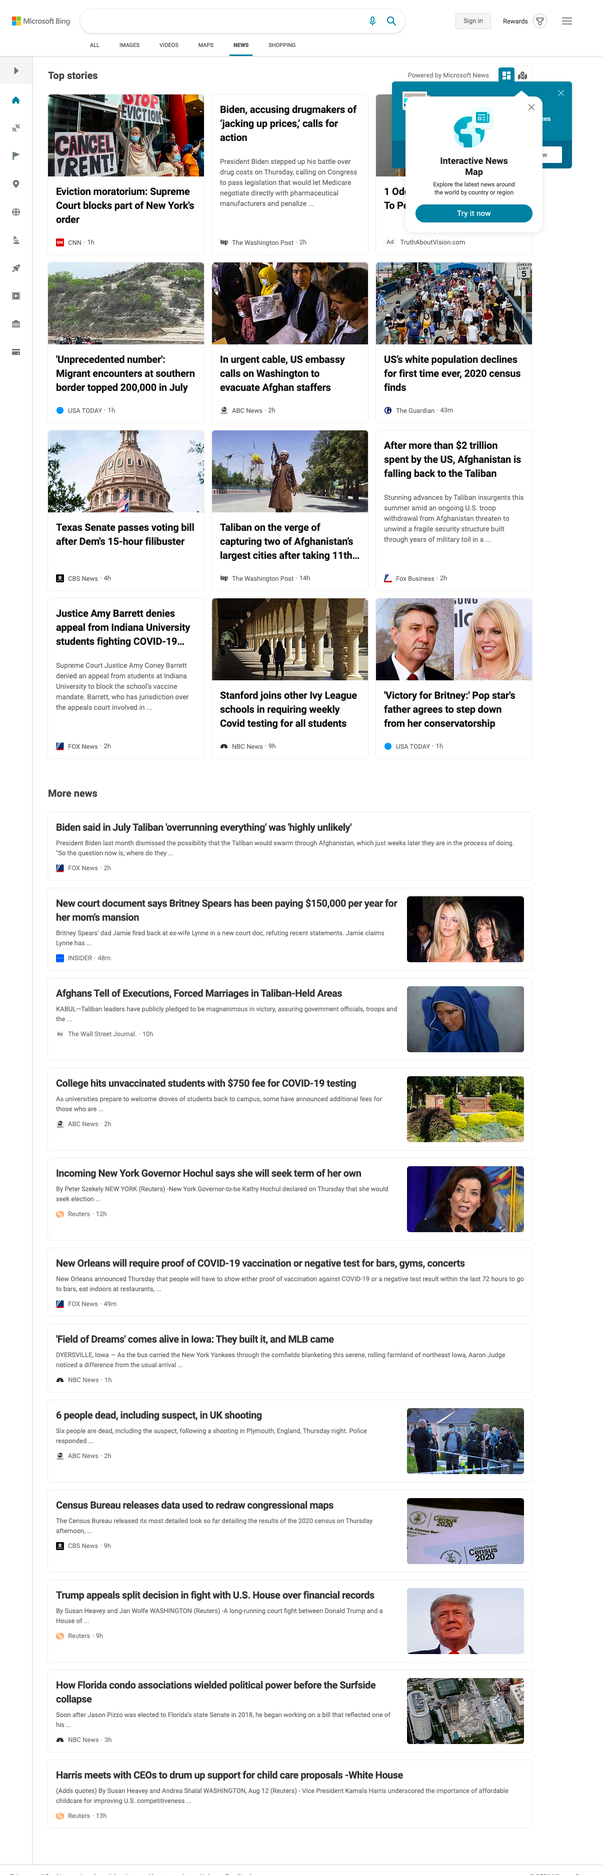 Microsoft Bing
Sign in
Rewards
ALL
IMAGES
VIDEOS
MAPS
NEWS
SHOPPING
Top stories
Powered by Microsoft News
Interactive News
Map
Explore the latest news around
the world by country or region
Try it now
STOP
EVICTION
CANCEL
RENT!
Eviction moratorium: Supreme
Court blocks part of New York's
order
CNN · 1h
Biden, accusing drugmakers of
‘jacking up prices,’ calls for
action
President Biden stepped up his battle over
drug costs on Thursday, calling on Congress
to pass legislation that would let Medicare
negotiate directly with pharmaceutical
manufacturers and penalize ...
The Washington Post · 2h
Ad TruthAboutVision.com
'Unprecedented number':
Migrant encounters at southern
border topped 200,000 in July
USA TODAY · 1h
In urgent cable, US embassy
calls on Washington to
evacuate Afghan staffers
ABC News · 2h
SPEED
LIMIT
5
US's white population declines
for first time ever, 2020 census
finds
The Guardian · 43m
Texas Senate passes voting bill
after Dem's 15-hour filibuster
CBS News · 4h
Taliban on the verge of
capturing two of Afghanistan's
largest cities after taking 11th...
The Washington Post · 14h
After more than $2 trillion
spent by the US, Afghanistan is
falling back to the Taliban
Stunning advances by Taliban insurgents this
summer amid an ongoing U.S. troop
withdrawal from Afghanistan threaten to
unwind a fragile security structure built
through years of military toil in a ...
Fox Business · 2h
Justice Amy Barrett denies
appeal from Indiana University
students fighting COVID-19...
Supreme Court Justice Amy Coney Barrett
denied an appeal from students at Indiana
University to block the school's vaccine
mandate. Barrett, who has jurisdiction over
the appeals court involved in ...
FOX News · 2h
Stanford joins other Ivy League
schools in requiring weekly
Covid testing for all students
NBC News · 9h
'Victory for Britney:' Pop star's
father agrees to step down
from her conservatorship
USA TODAY · 1h
More news
Biden said in July Taliban 'overrunning everything' was 'highly unlikely'
President Biden last month dismissed the possibility that the Taliban would swarm through Afghanistan, which just weeks later they are in the process of doing.
"So the question now is, where do they ...
FOX News · 2h
New court document says Britney Spears has been paying $150,000 per year for
her mom's mansion
Britney Spears' dad Jamie fired back at ex-wife Lynne in a new court doc, refuting recent statements. Jamie claims
Lynne has ...
INSIDER · 48m
Afghans Tell of Executions, Forced Marriages in Taliban-Held Areas
KABUL—Taliban leaders have publicly pledged to be magnanimous in victory, assuring government officials, troops and
the ...
The Wall Street Journal. · 10h
College hits unvaccinated students with $750 fee for COVID-19 testing
As universities prepare to welcome droves of students back to campus, some have announced additional fees for
those who are ...
ABC News · 2h
Incoming New York Governor Hochul says she will seek term of her own
By Peter Szekely NEW YORK (Reuters) -New York Governor-to-be Kathy Hochul declared on Thursday that she would
seek election ...
Reuters · 12h
New Orleans will require proof of COVID-19 vaccination or negative test for bars, gyms, concerts
New Orleans announced Thursday that people will have to show either proof of vaccination against COVID-19 or a negative test result within the last 72 hours to go
to bars, eat indoors at restaurants, ...
FOX News · 49m
'Field of Dreams' comes alive in Iowa: They built it, and MLB came
DYERSVILLE, Iowa — As the bus carried the New York Yankees through the cornfields blanketing this serene, rolling farmland of northeast Iowa, Aaron Judge
noticed a difference from the usual arrival ...
NBC News · 1h
6 people dead, including suspect, in UK shooting
Six people are dead, including the suspect, following a shooting in Plymouth, England, Thursday night. Police
responded ...
ABC News · 2h
Census Bureau releases data used to redraw congressional maps
The Census Bureau released its most detailed look so far detailing the results of the 2020 census on Thursday
afternoon, ...
CBS News · 9h
Census
2020
Census
2020
Trump appeals split decision in fight with U.S. House over financial records
By Susan Heavey and Jan Wolfe WASHINGTON (Reuters) -A long-running court fight between Donald Trump and a
House of ...
Reuters · 9h
How Florida condo associations wielded political power before the Surfside
collapse
Soon after Jason Pizzo was elected to Florida's state Senate in 2018, he began working on a bill that reflected one of
his ...
NBC News · 3h
Harris meets with CEOs to drum up support for child care proposals -White House
(Adds quotes) By Susan Heavey and Andrea Shalal WASHINGTON, Aug 12 (Reuters) - Vice President Kamala Harris underscored the importance of affordable
childcare for improving U.S. competitiveness ...
Reuters · 13h